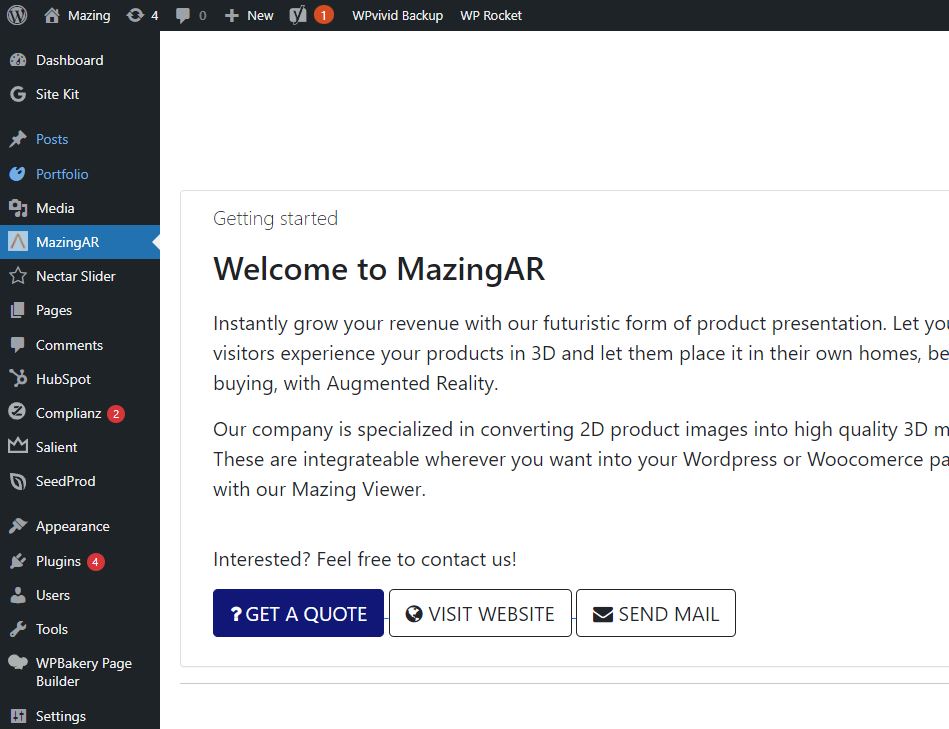 Mazing 4 0 New 1 WPvivid Backup WP Rocket
Dashboard
Site Kit
Posts
Portfolio
Media
MazingAR
Nectar Slider
Pages
Comments
HubSpot
Complianz 2
Salient
SeedProd
Appearance
Plugins 4
Users
Tools
WPBakery Page
Builder
Settings
Getting started
Welcome to MazingAR
Instantly grow your revenue with our futuristic form of product presentation. Let you
visitors experience your products in 3D and let them place it in their own homes, be
buying, with Augmented Reality.
Our company is specialized in converting 2D product images into high quality 3D m
These are integrateable wherever you want into your Wordpress or Woocomerce pa
with our Mazing Viewer.
Interested? Feel free to contact us!
? GET A QUOTE VISIT WEBSITE SEND MAIL